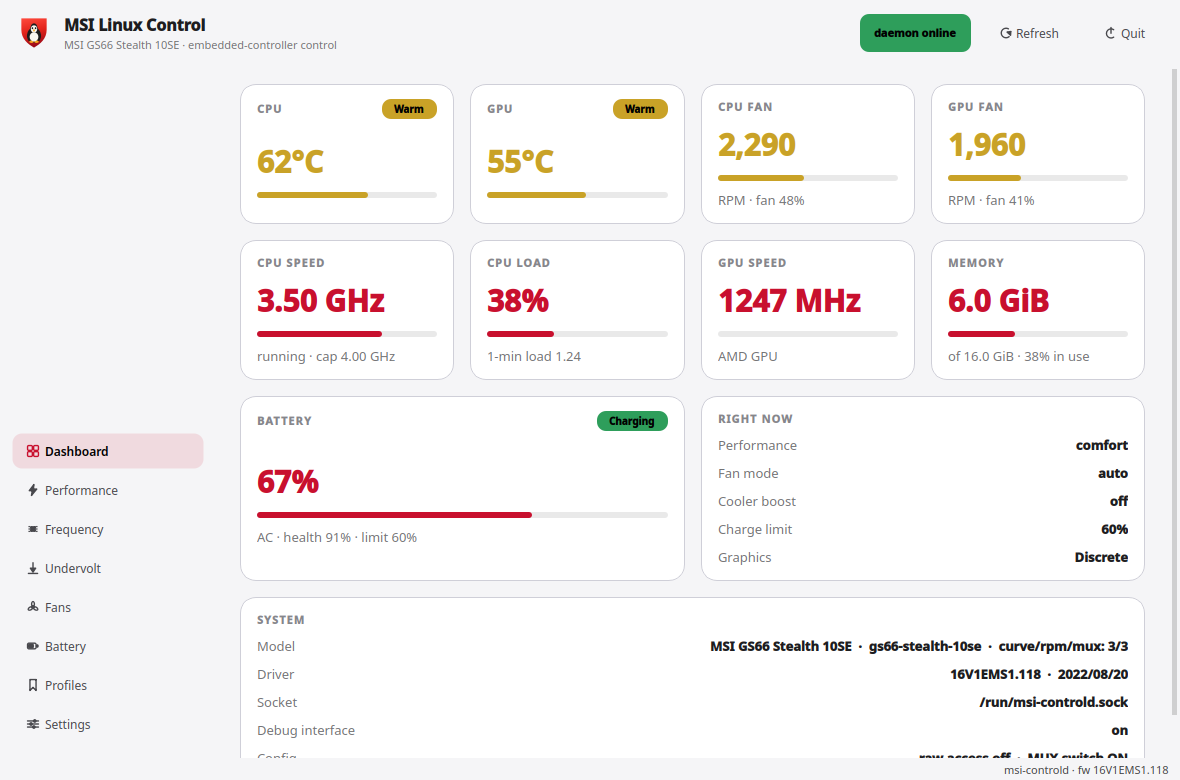 MSI Linux Control
MSI GS66 Stealth 10SE · embedded-controller control
daemon online
Refresh
Quit
CPU
Warm
62°C
GPU
Warm
55°C
CPU FAN
2,290
RPM · fan 48%
GPU FAN
1,960
RPM · fan 41%
CPU SPEED
3.50 GHz
running · cap 4.00 GHz
CPU LOAD
38%
1-min load 1.24
GPU SPEED
1247 MHz
AMD GPU
MEMORY
6.0 GiB
of 16.0 GiB · 38% in use
BATTERY
Charging
67%
AC · health 91% · limit 60%
RIGHT NOW
Performance comfort
Fan mode auto
Cooler boost off
Charge limit 60%
Graphics Discrete
Dashboard
Performance
Frequency
Undervolt
Fans
Battery
Profiles
Settings
SYSTEM
Model MSI GS66 Stealth 10SE · gs66-stealth-10se · curve/rpm/mux: 3/3
Driver 16V1EMS1.118 · 2022/08/20
Socket /run/msi-controld.sock
Debug interface on
Config raw access off · MUX switch ON
msi-controld · fw 16V1EMS1.118